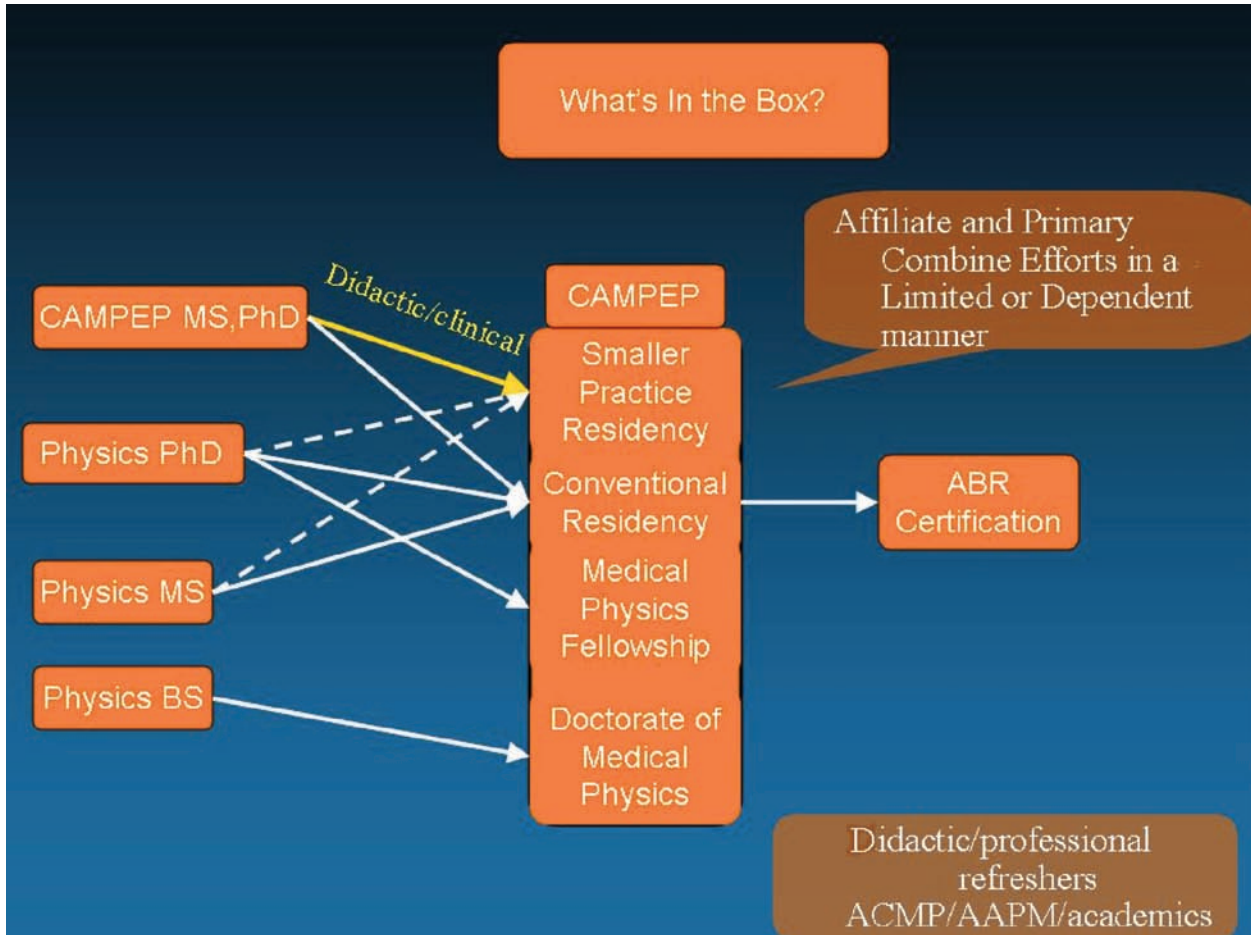 What's In the Box?
Affiliate and Primary
Combine Efforts in a
Limited or Dependent
manner
Didactic/clinical
CAMPEP MS,PhD
Physics PhD
Physics MS
Physics BS
CAMPEP
Smaller
Practice
Residency
Conventional
Residency
Medical
Physics
Fellowship
Doctorate of
Medical
Physics
ABR
Certification
Didactic/professional
refreshers
ACMP/AAPM/academics